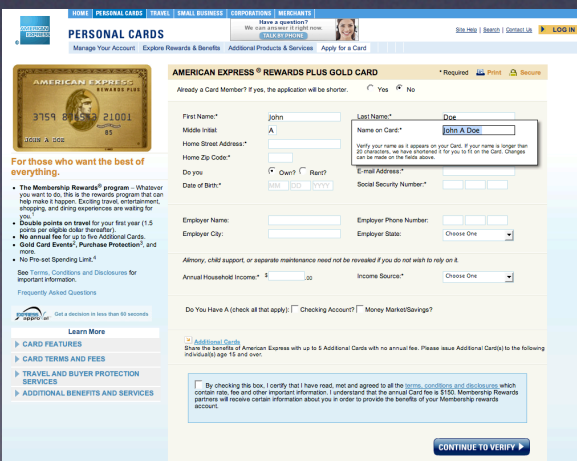 HOME PERSONAL CARDS TRAVEL SMALL BUSINESS CORPORATIONS MERCHANTS
AMERICAN EXPRESS
PERSONAL CARDS
Have a question?
We can answer it right now.
TALK BY PHONE
Site Help | Search | Contact Us
LOG IN
Manage Your Account Explore Rewards & Benefits Additional Products & Services Apply for a Card
AMERICAN EXPRESS
REWARDS PLUS
3759 21001
05
JOHN A DOE
For those who want the best of
everything.
• The Membership Rewards® program – Whatever
you want to do, this is the rewards program that can
help make it happen. Exciting travel, entertainment,
shopping, and dining experiences are waiting for
you.1
• Double points on travel for your first year (1.5
points per eligible dollar thereafter).
• No annual fee for up to five Additional Cards.
• Gold Card Events2, Purchase Protection3, and
more.
• No Pre-set Spending Limit.4
See Terms, Conditions and Disclosures for
important information.
Frequently Asked Questions
Get a decision in less than 60 seconds
Learn More
CARD FEATURES
CARD TERMS AND FEES
TRAVEL AND BUYER PROTECTION
SERVICES
ADDITIONAL BENEFITS AND SERVICES
AMERICAN EXPRESS ® REWARDS PLUS GOLD CARD
* Required Print Secure
Already a Card Member? If yes, the application will be shorter. Yes No
First Name:* John Last Name:* Doe
Middle Initial: A Name on Card:* John A Doe
Verify your name as it appears on your Card. If your name is longer than
20 characters, we have shortened it for you to fit on the Card. Changes
can be made on the fields above.
Home Street Address:*
Home Zip Code:*
Do you Own? Rent? E-mail Address:*
Date of Birth:* MM DD YYYY Social Security Number:*
Employer Name: Employer Phone Number:
Employer City: Employer State: Choose One
Alimony, child support, or separate maintenance need not be revealed if you do not wish to rely on it.
Annual Household Income:* $ .00 Income Source:* Choose One
Do You Have A (check all that apply): Checking Account? Money Market/Savings?
Additional Cards
Share the benefits of American Express with up to 5 Additional Cards with no annual fee. Please issue Additional Card(s) to the following
individual(s) age 15 and over.
By checking this box, I certify that I have read, met and agreed to all the terms, conditions and disclosures which
contain rate, fee and other important information. I understand that the annual Card fee is $150. Membership Rewards
partners will receive certain information about you in order to provide the benefits of your Membership rewards
account.
CONTINUE TO VERIFY